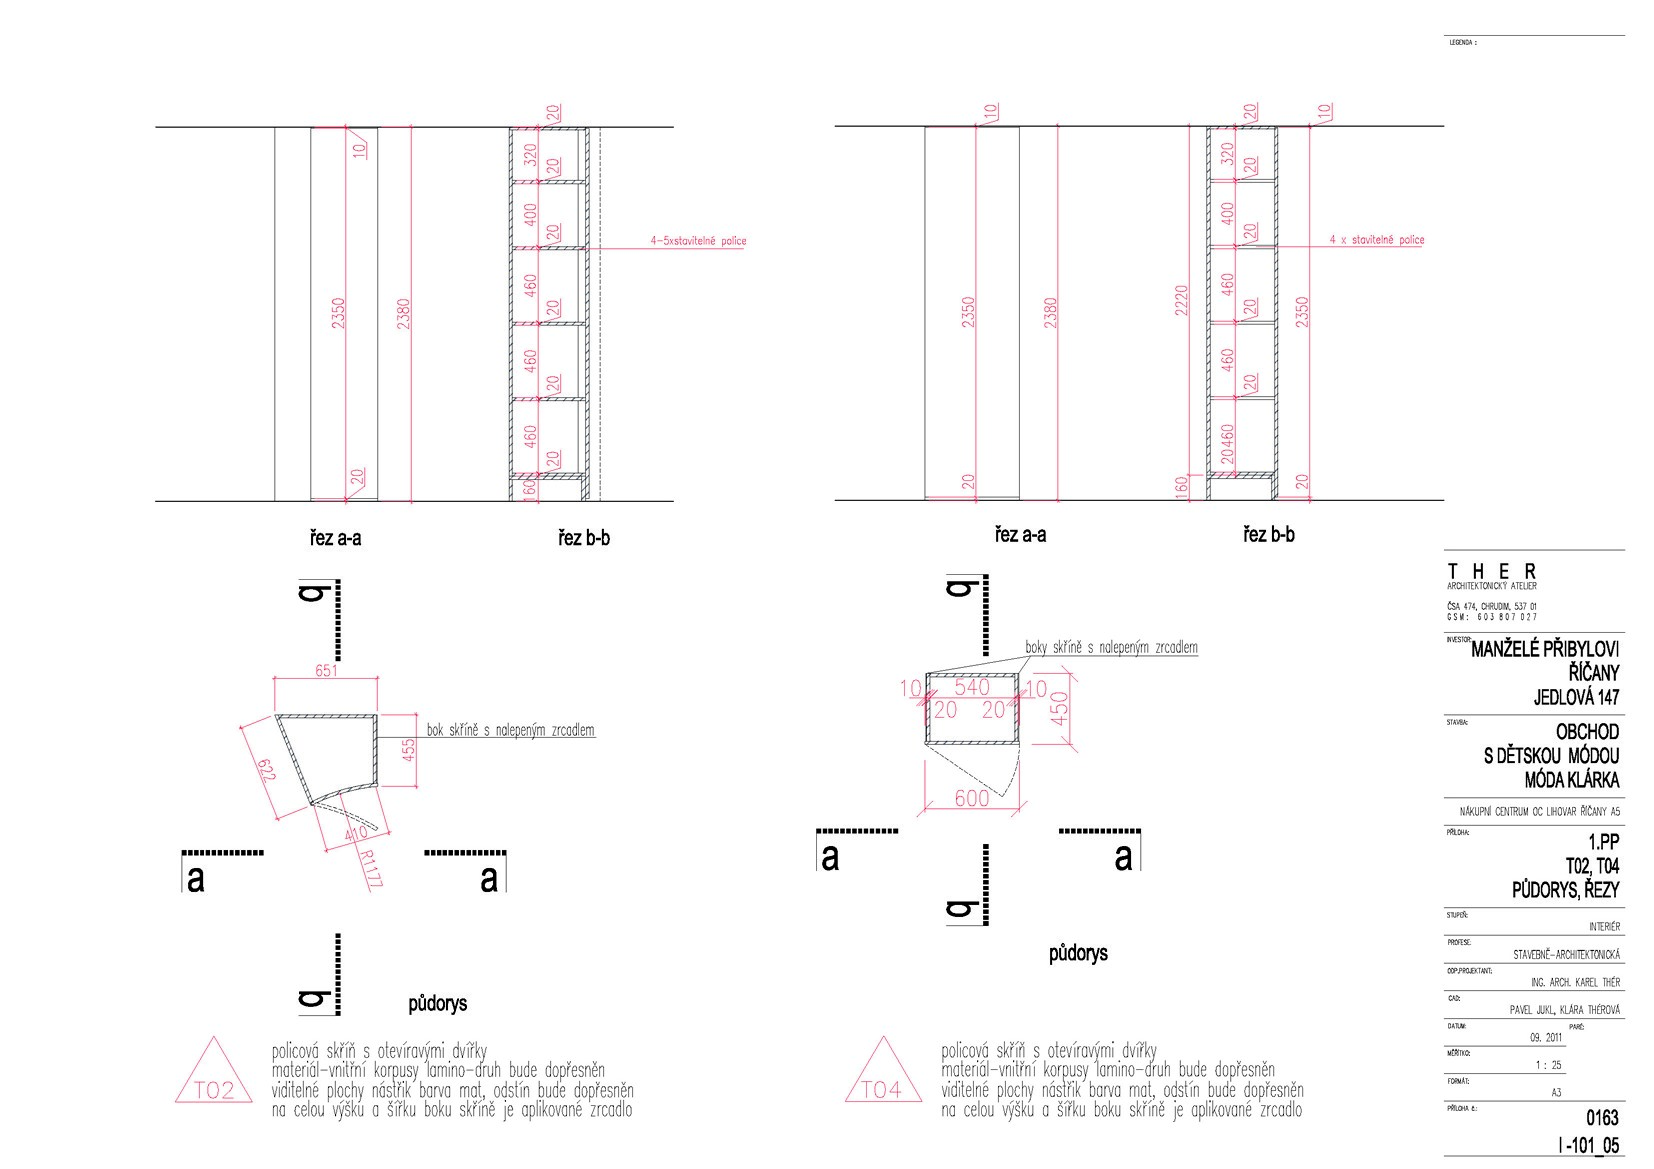 LEGENDA :
20
10
320
20
400
20
460
20
460
20
460
20
160
2350
2380
20
4-5xstavitelné police
řez a-a
řez b-b
10
20
10
320
20
400
20
460
20
460
20
20460
160
2350
2380
20
2220
2350
20
4 x stavitelné police
řez a-a
řez b-b
b
651
bok skříně s nalepeným zrcadlem
455
622
410
R1177
a
a
b
půdorys
b
boky skříně s nalepeným zrcadlem
10
540
10
20
20
450
600
a
a
b
půdorys
T02
policová skříň s otevíravými dvířky
materiál-vnitřní korpusy lamino-druh bude dopřesněn
viditelné plochy nástřik barva mat, odstín bude dopřesněn
na celou výšku a šířku boku skříně je aplikované zrcadlo
T04
policová skříň s otevíravými dvířky
materiál-vnitřní korpusy lamino-druh bude dopřesněn
viditelné plochy nástřik barva mat, odstín bude dopřesněn
na celou výšku a šířku boku skříně je aplikované zrcadlo
T H E R
ARCHITEKTONICKÝ ATELIER
ČSA 474, CHRUDIM, 537 01
GSM: 603 807 027
INVESTOR:
MANŽELÉ PŘIBYLOVI
ŘÍČANY
JEDLOVÁ 147
STAVBA:
OBCHOD
S DĚTSKOU MÓDOU
MÓDA KLÁRKA
NÁKUPNÍ CENTRUM OC LIHOVAR ŘÍČANY A5
PŘÍLOHA:
1.PP
T02, T04
PŮDORYS, ŘEZY
STUPEŇ:
INTERIÉR
PROFESE:
STAVEBNĚ-ARCHITEKTONICKÁ
ODP.PROJEKTANT:
ING. ARCH. KAREL THÉR
CAD:
PAVEL JUKL, KLÁRA THÉROVÁ
DATUM:
PARÉ:
09. 2011
MĚŘÍTKO:
1 : 25
FORMÁT:
A3
PŘÍLOHA č.:
0163
I -101_05